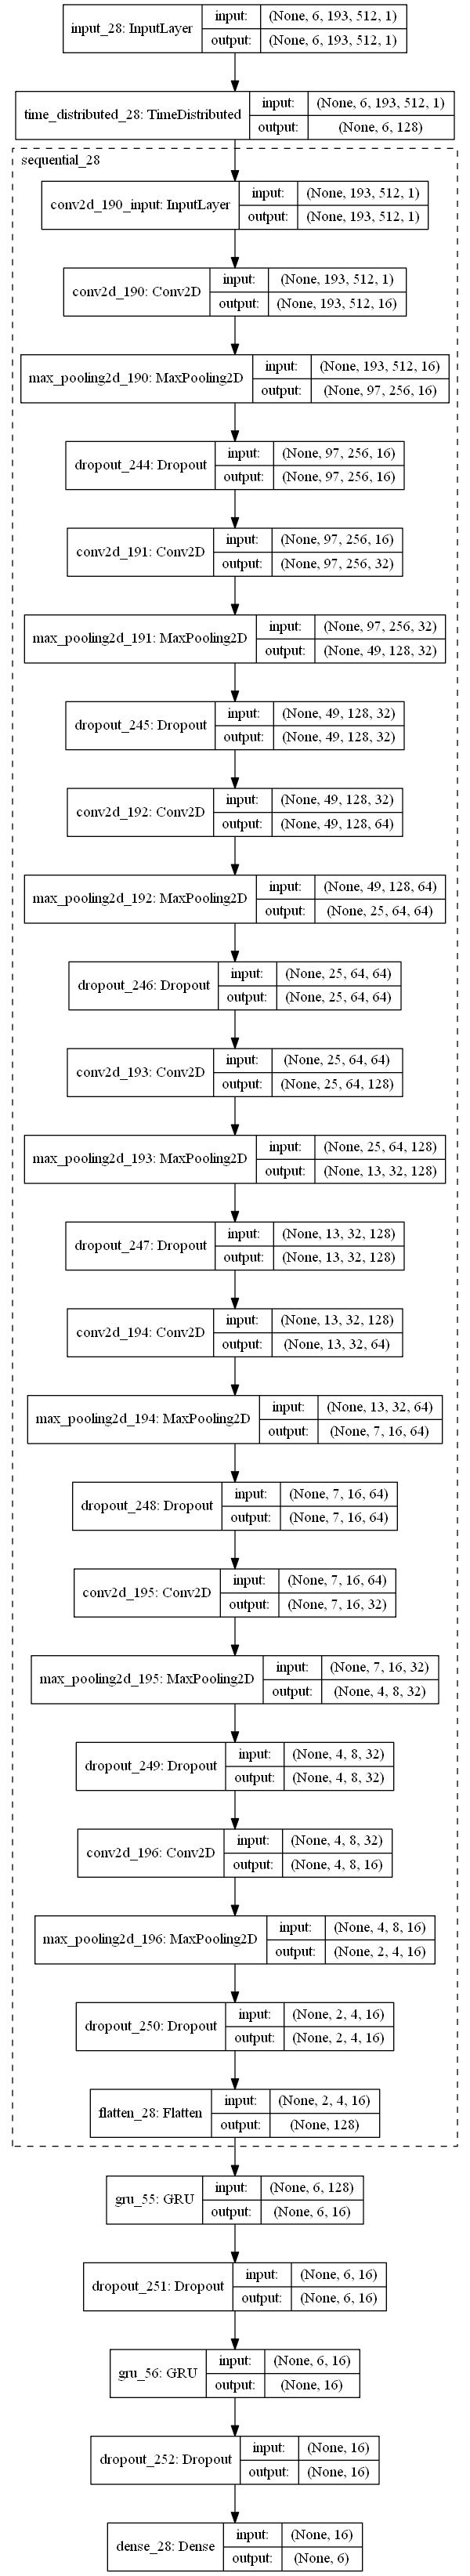 input_28: InputLayer
input: (None, 6, 193, 512, 1)
output: (None, 6, 193, 512, 1)
time_distributed_28: TimeDistributed
input: (None, 6, 193, 512, 1)
output: (None, 6, 128)
sequential_28
conv2d_190_input: InputLayer
input: (None, 193, 512, 1)
output: (None, 193, 512, 1)
conv2d_190: Conv2D
input: (None, 193, 512, 1)
output: (None, 193, 512, 16)
max_pooling2d_190: MaxPooling2D
input: (None, 193, 512, 16)
output: (None, 97, 256, 16)
dropout_244: Dropout
input: (None, 97, 256, 16)
output: (None, 97, 256, 16)
conv2d_191: Conv2D
input: (None, 97, 256, 16)
output: (None, 97, 256, 32)
max_pooling2d_191: MaxPooling2D
input: (None, 97, 256, 32)
output: (None, 49, 128, 32)
dropout_245: Dropout
input: (None, 49, 128, 32)
output: (None, 49, 128, 32)
conv2d_192: Conv2D
input: (None, 49, 128, 32)
output: (None, 49, 128, 64)
max_pooling2d_192: MaxPooling2D
input: (None, 49, 128, 64)
output: (None, 25, 64, 64)
dropout_246: Dropout
input: (None, 25, 64, 64)
output: (None, 25, 64, 64)
conv2d_193: Conv2D
input: (None, 25, 64, 64)
output: (None, 25, 64, 128)
max_pooling2d_193: MaxPooling2D
input: (None, 25, 64, 128)
output: (None, 13, 32, 128)
dropout_247: Dropout
input: (None, 13, 32, 128)
output: (None, 13, 32, 128)
conv2d_194: Conv2D
input: (None, 13, 32, 128)
output: (None, 13, 32, 64)
max_pooling2d_194: MaxPooling2D
input: (None, 13, 32, 64)
output: (None, 7, 16, 64)
dropout_248: Dropout
input: (None, 7, 16, 64)
output: (None, 7, 16, 64)
conv2d_195: Conv2D
input: (None, 7, 16, 64)
output: (None, 7, 16, 32)
max_pooling2d_195: MaxPooling2D
input: (None, 7, 16, 32)
output: (None, 4, 8, 32)
dropout_249: Dropout
input: (None, 4, 8, 32)
output: (None, 4, 8, 32)
conv2d_196: Conv2D
input: (None, 4, 8, 32)
output: (None, 4, 8, 16)
max_pooling2d_196: MaxPooling2D
input: (None, 4, 8, 16)
output: (None, 2, 4, 16)
dropout_250: Dropout
input: (None, 2, 4, 16)
output: (None, 2, 4, 16)
flatten_28: Flatten
input: (None, 2, 4, 16)
output: (None, 128)
gru_55: GRU
input: (None, 6, 128)
output: (None, 6, 16)
dropout_251: Dropout
input: (None, 6, 16)
output: (None, 6, 16)
gru_56: GRU
input: (None, 6, 16)
output: (None, 16)
dropout_252: Dropout
input: (None, 16)
output: (None, 16)
dense_28: Dense
input: (None, 16)
output: (None, 6)